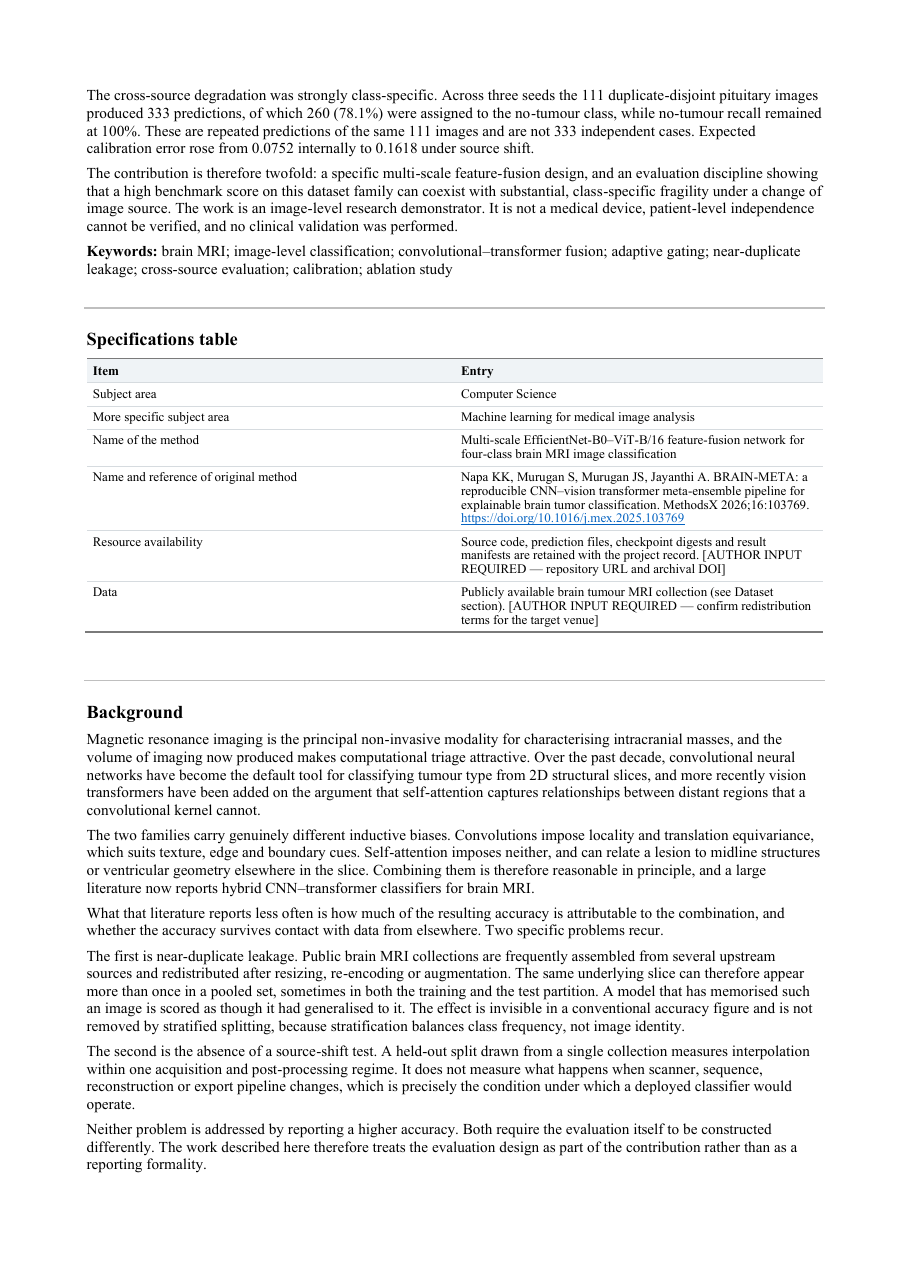 The cross-source degradation was strongly class-specific. Across three seeds the 111 duplicate-disjoint pituitary images
produced 333 predictions, of which 260 (78.1%) were assigned to the no-tumour class, while no-tumour recall remained
at 100%. These are repeated predictions of the same 111 images and are not 333 independent cases. Expected
calibration error rose from 0.0752 internally to 0.1618 under source shift.
The contribution is therefore twofold: a specific multi-scale feature-fusion design, and an evaluation discipline showing
that a high benchmark score on this dataset family can coexist with substantial, class-specific fragility under a change of
image source. The work is an image-level research demonstrator. It is not a medical device, patient-level independence
cannot be verified, and no clinical validation was performed.
Keywords: brain MRI; image-level classification; convolutional–transformer fusion; adaptive gating; near-duplicate
leakage; cross-source evaluation; calibration; ablation study
Specifications table
Item Entry
Subject area Computer Science
More specific subject area Machine learning for medical image analysis
Name of the method Multi-scale EfficientNet-B0–ViT-B/16 feature-fusion network for
four-class brain MRI image classification
Name and reference of original method Napa KK, Murugan S, Murugan JS, Jayanthi A. BRAIN-META: a
reproducible CNN–vision transformer meta-ensemble pipeline for
explainable brain tumor classification. MethodsX 2026;16:103769.
https://doi.org/10.1016/j.mex.2025.103769
Resource availability Source code, prediction files, checkpoint digests and result
manifests are retained with the project record. [AUTHOR INPUT
REQUIRED — repository URL and archival DOI]
Data Publicly available brain tumour MRI collection (see Dataset
section). [AUTHOR INPUT REQUIRED — confirm redistribution
terms for the target venue]
Background
Magnetic resonance imaging is the principal non-invasive modality for characterising intracranial masses, and the
volume of imaging now produced makes computational triage attractive. Over the past decade, convolutional neural
networks have become the default tool for classifying tumour type from 2D structural slices, and more recently vision
transformers have been added on the argument that self-attention captures relationships between distant regions that a
convolutional kernel cannot.
The two families carry genuinely different inductive biases. Convolutions impose locality and translation equivariance,
which suits texture, edge and boundary cues. Self-attention imposes neither, and can relate a lesion to midline structures
or ventricular geometry elsewhere in the slice. Combining them is therefore reasonable in principle, and a large
literature now reports hybrid CNN–transformer classifiers for brain MRI.
What that literature reports less often is how much of the resulting accuracy is attributable to the combination, and
whether the accuracy survives contact with data from elsewhere. Two specific problems recur.
The first is near-duplicate leakage. Public brain MRI collections are frequently assembled from several upstream
sources and redistributed after resizing, re-encoding or augmentation. The same underlying slice can therefore appear
more than once in a pooled set, sometimes in both the training and the test partition. A model that has memorised such
an image is scored as though it had generalised to it. The effect is invisible in a conventional accuracy figure and is not
removed by stratified splitting, because stratification balances class frequency, not image identity.
The second is the absence of a source-shift test. A held-out split drawn from a single collection measures interpolation
within one acquisition and post-processing regime. It does not measure what happens when scanner, sequence,
reconstruction or export pipeline changes, which is precisely the condition under which a deployed classifier would
operate.
Neither problem is addressed by reporting a higher accuracy. Both require the evaluation itself to be constructed
differently. The work described here therefore treats the evaluation design as part of the contribution rather than as a
reporting formality.